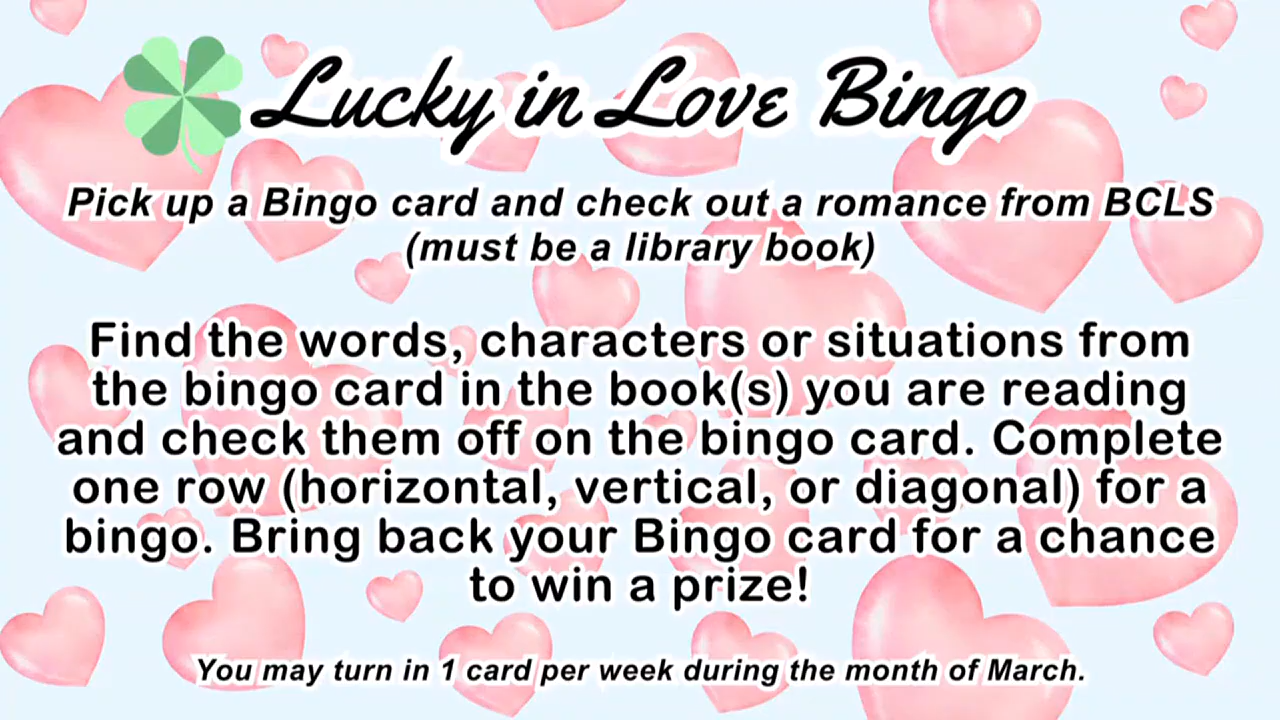 Lucky in Love Bingo
Pick up a Bingo card and check out a romance from BCLS
(must be a library book)
Find the words, characters or situations from
the bingo card in the book(s) you are reading
and check them off on the bingo card. Complete
one row (horizontal, vertical, or diagonal) for a
bingo. Bring back your Bingo card for a chance
to win a prize!
You may turn in 1 card per week during the month of March.